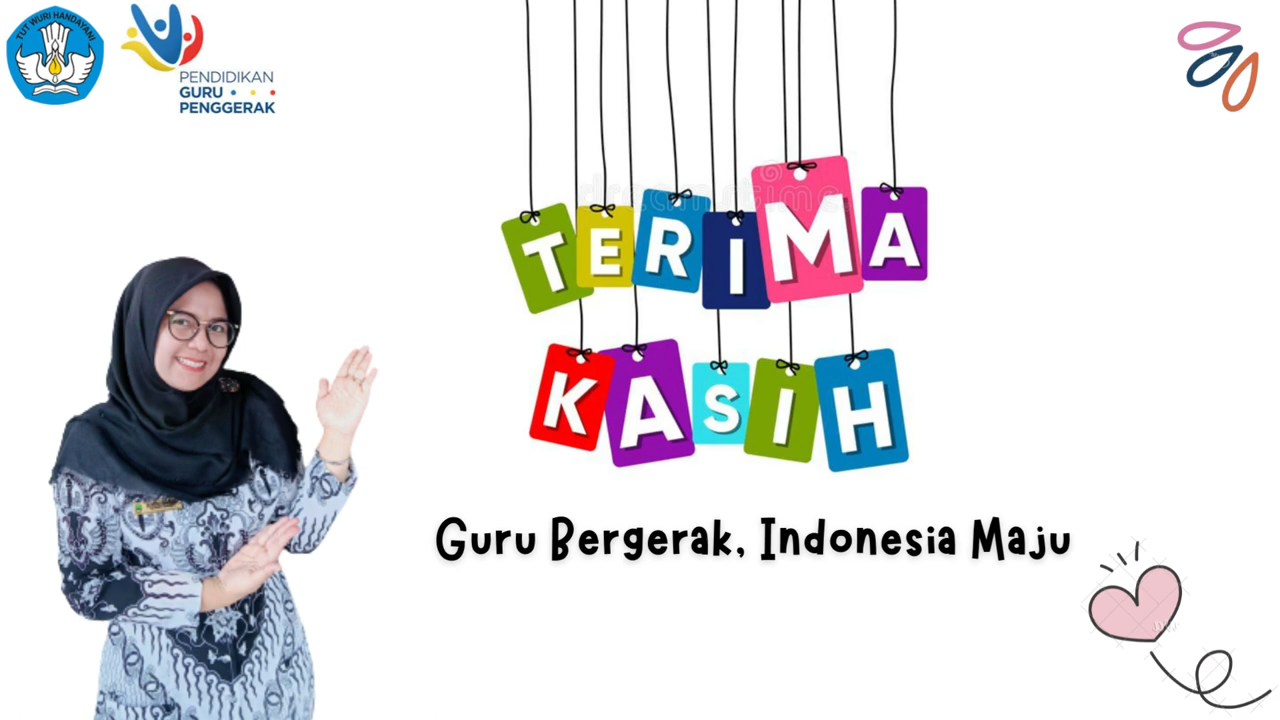 TUT WURI HANDAYANI
PENDIDIKAN
GURU
PENGGERAK
TERIMA
KASIH
Guru Bergerak, Indonesia Maju